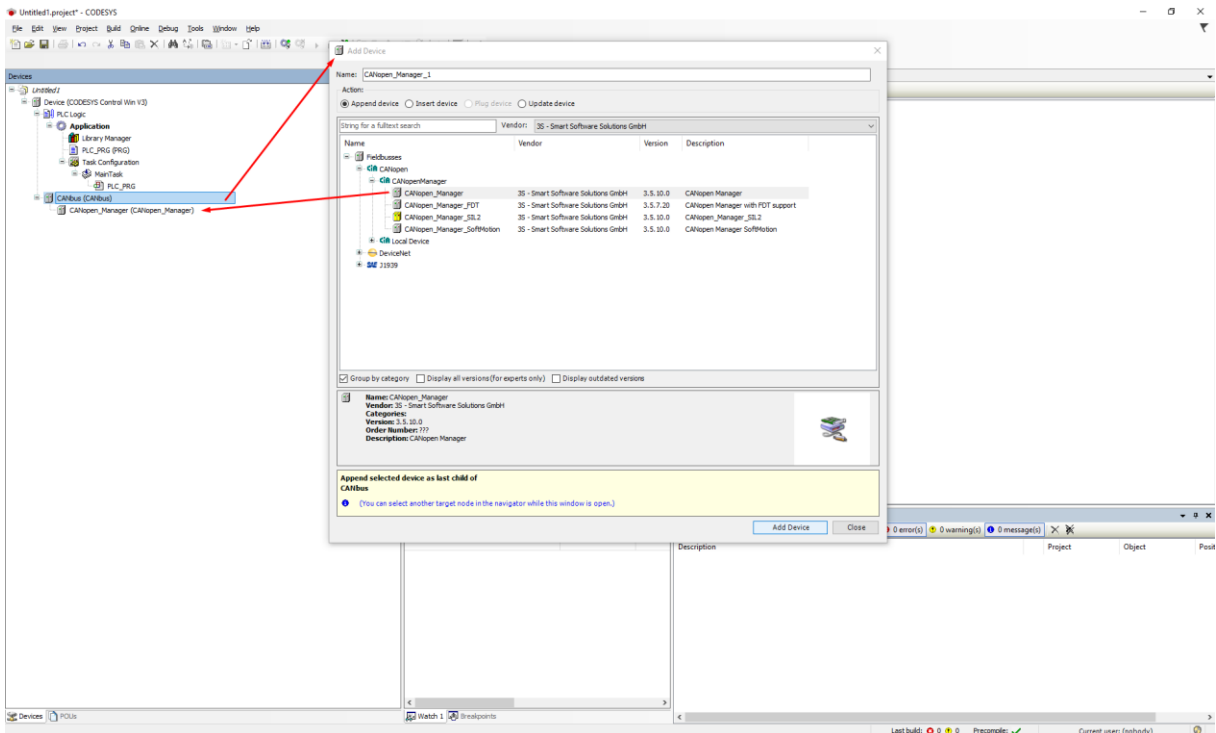 Untitled1.project* - CODESYS
File Edit View Project Build Online Debug Tools Window Help
Devices
Untitled1
Device (CODESYS Control Win V3)
PLC Logic
Application
Library Manager
PLC_PRG (PRG)
Task Configuration
MainTask
PLC_PRG
CANbus (CANbus)
CANopen_Manager (CANopen_Manager)
Add Device
Name: CANopen_Manager_1
Action:
Append device Insert device Plug device Update device
String for a fulltext search Vendor: 3S - Smart Software Solutions GmbH
Name Vendor Version Description
Fieldbusses
CiA CANopen
CiA CANopenManager
CANopen_Manager 3S - Smart Software Solutions GmbH 3.5.10.0 CANopen Manager
CANopen_Manager_FDT 3S - Smart Software Solutions GmbH 3.5.7.20 CANopen Manager with FDT support
CANopen_Manager_SIL2 3S - Smart Software Solutions GmbH 3.5.10.0 CANopen_Manager_SIL2
CANopen_Manager_SoftMotion 3S - Smart Software Solutions GmbH 3.5.10.0 CANopen Manager SoftMotion
CiA Local Device
DeviceNet
SAE J1939
Group by category Display all versions (for experts only) Display outdated versions
Name: CANopen_Manager
Vendor: 3S - Smart Software Solutions GmbH
Categories:
Version: 3.5.10.0
Order Number: ???
Description: CANopen Manager
Append selected device as last child of
CANbus
(You can select another target node in the navigator while this window is open.)
Add Device Close
0 error(s) 0 warning(s) 0 message(s)
Description Project Object Posit
Devices POUs
Watch 1 Breakpoints
Last build: 0 0 Precompile: Current user: (nobody)